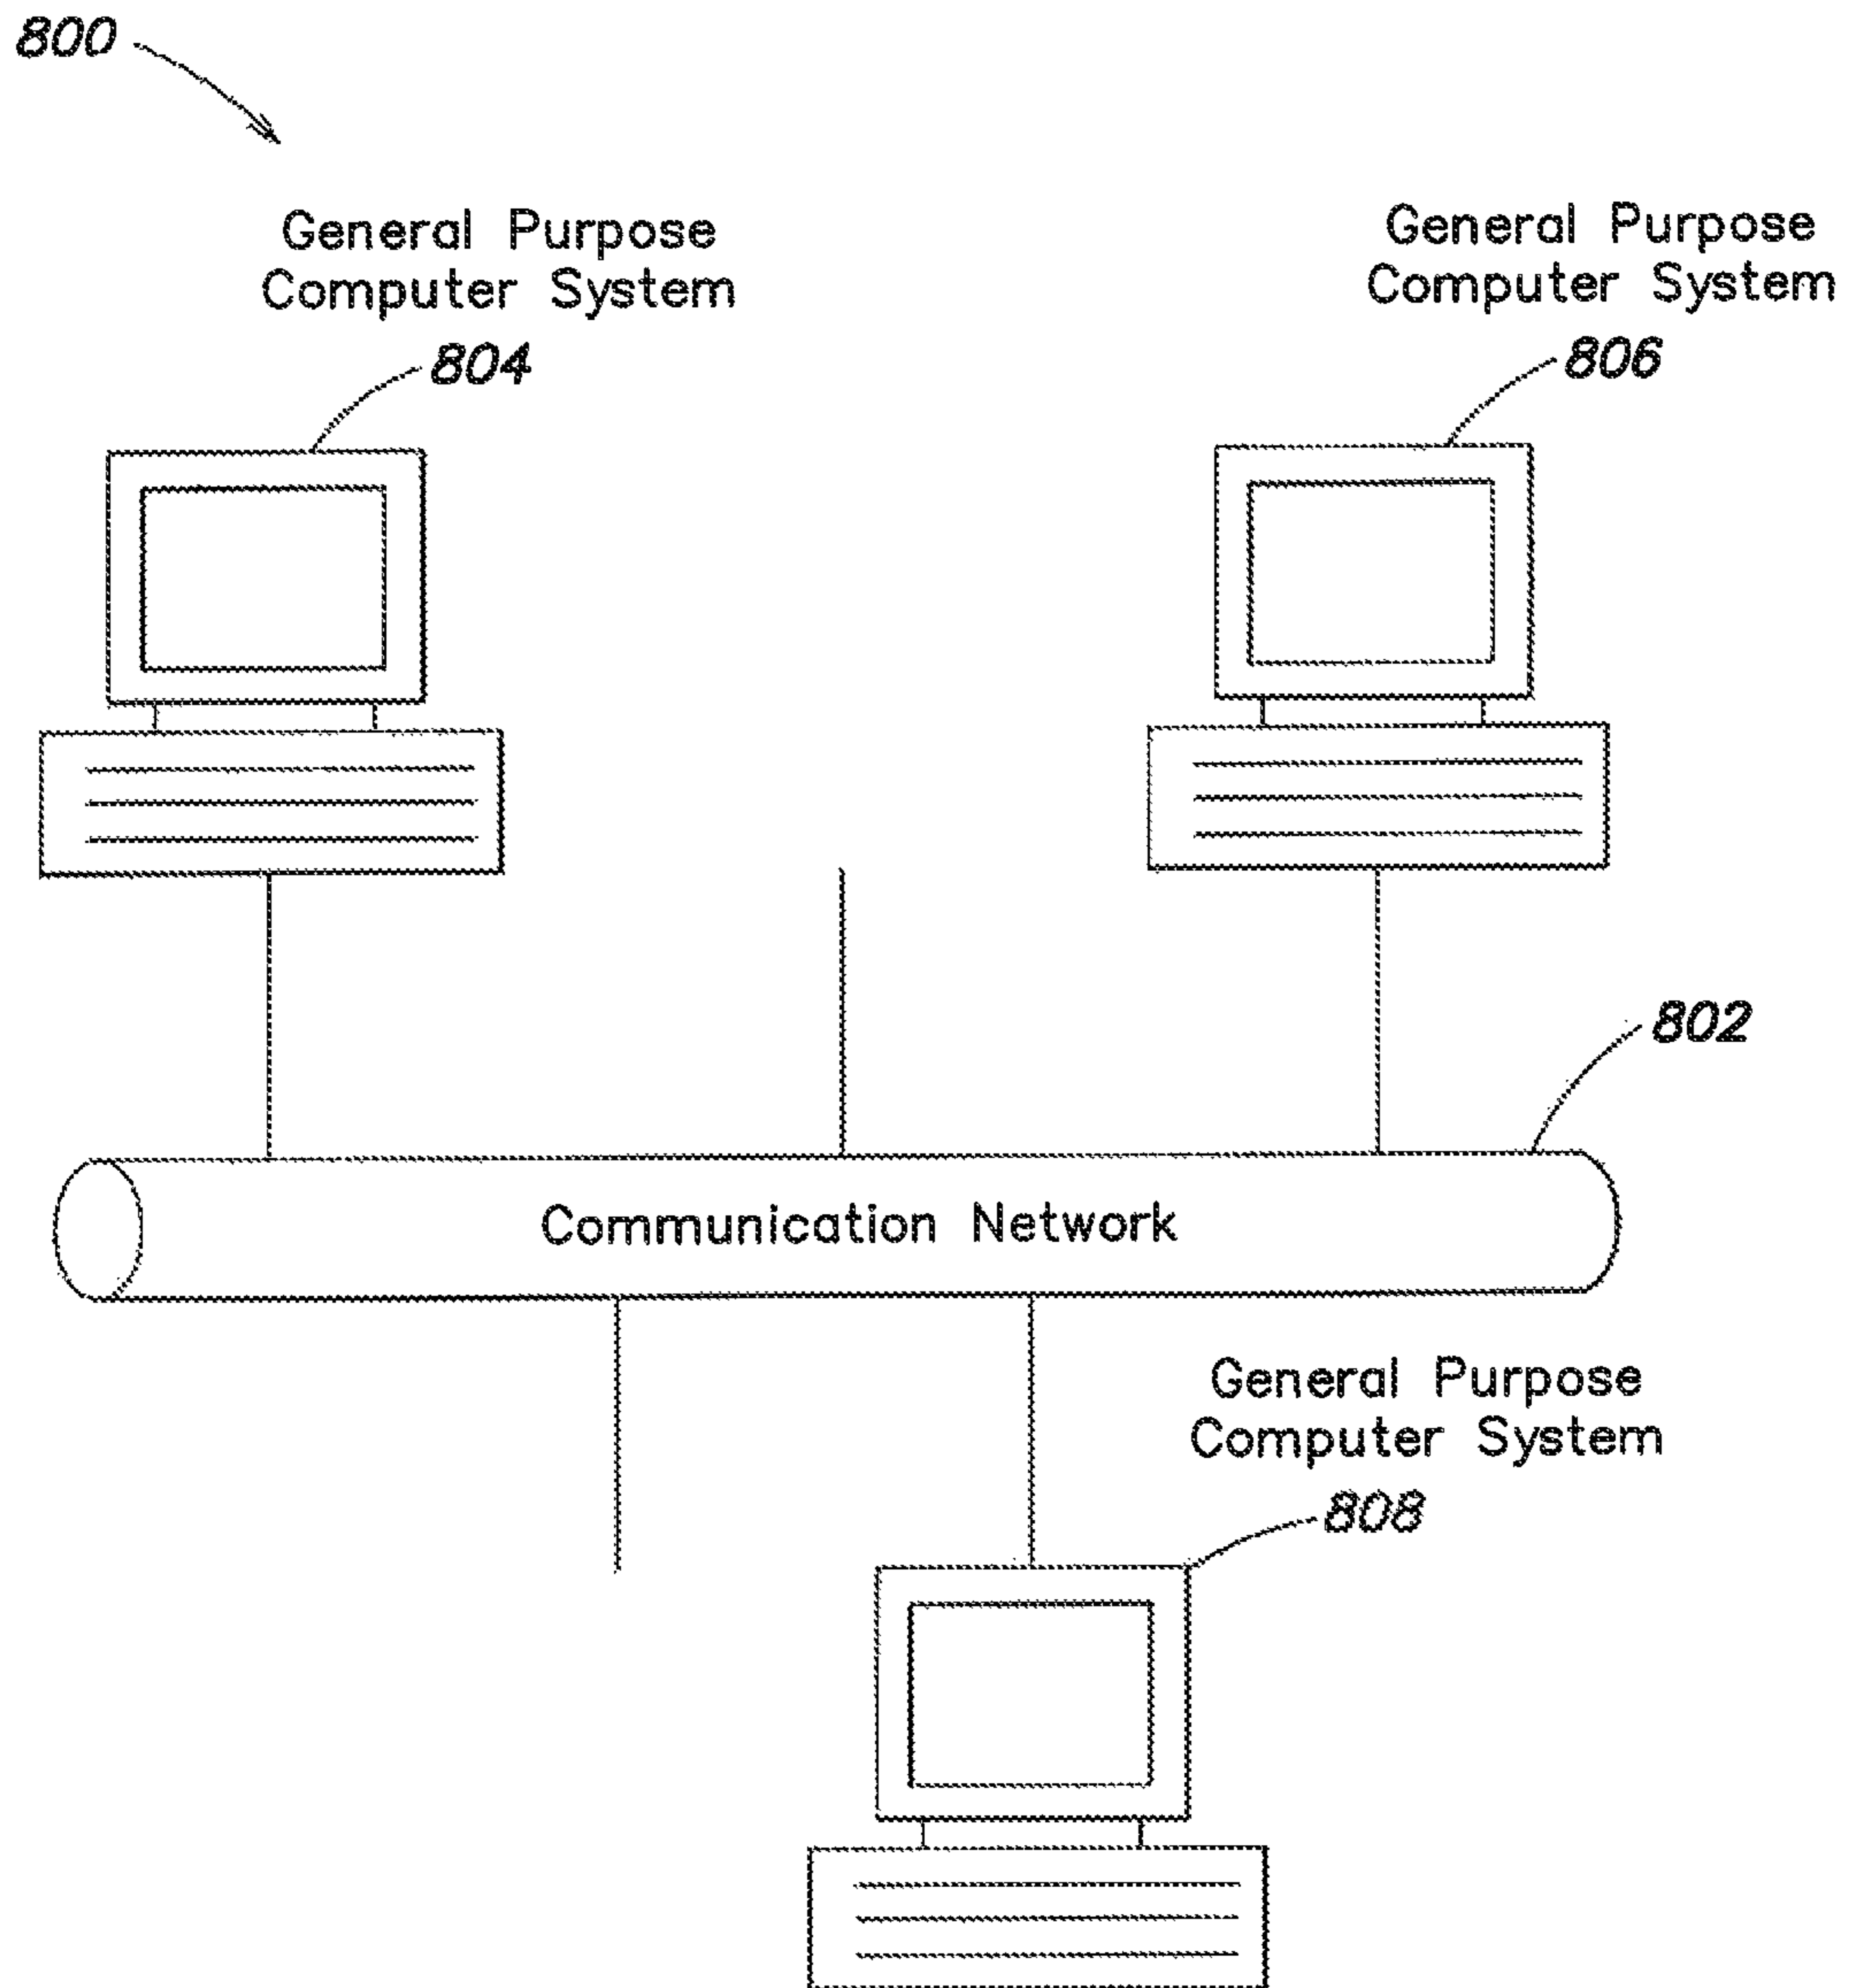 800
General Purpose
Computer System
804
General Purpose
Computer System
806
802
Communication Network
General Purpose
Computer System
808